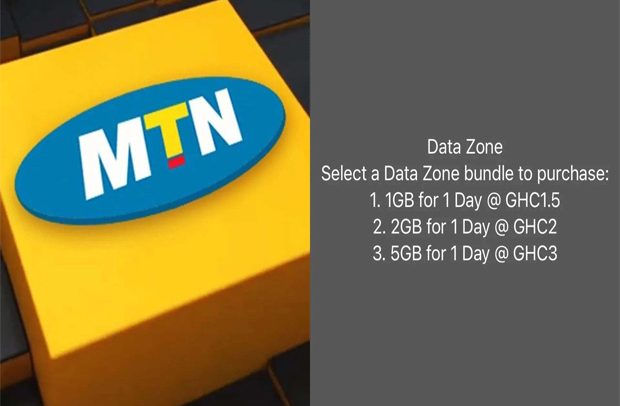 MTN
Data Zone
Select a Data Zone bundle to purchase:
1. 1GB for 1 Day @ GHC1.5
2. 2GB for 1 Day @ GHC2
3. 5GB for 1 Day @ GHC3